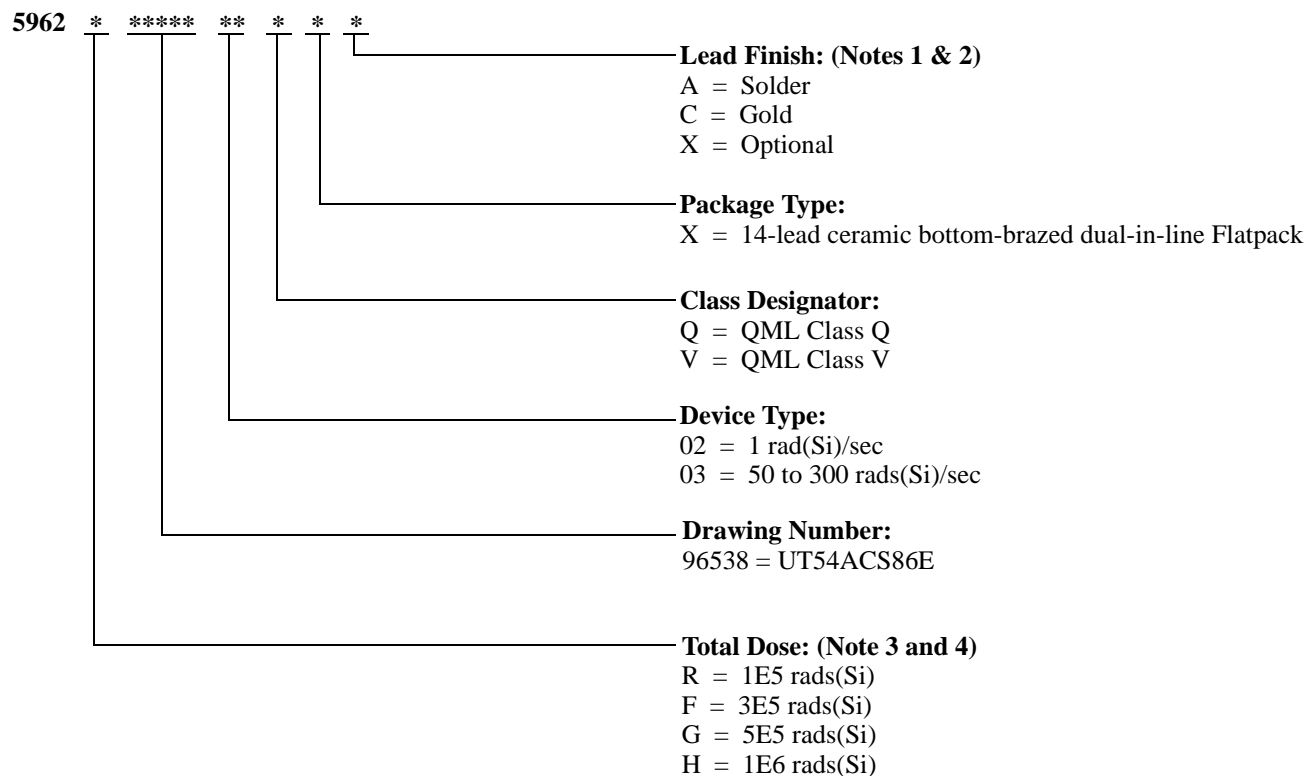 5962 * ***** ** * * *
Lead Finish: (Notes 1 & 2)
A = Solder
C = Gold
X = Optional
Package Type:
X = 14-lead ceramic bottom-brazed dual-in-line Flatpack
Class Designator:
Q = QML Class Q
V = QML Class V
Device Type:
02 = 1 rad(Si)/sec
03 = 50 to 300 rads(Si)/sec
Drawing Number:
96538 = UT54ACS86E
Total Dose: (Note 3 and 4)
R = 1E5 rads(Si)
F = 3E5 rads(Si)
G = 5E5 rads(Si)
H = 1E6 rads(Si)